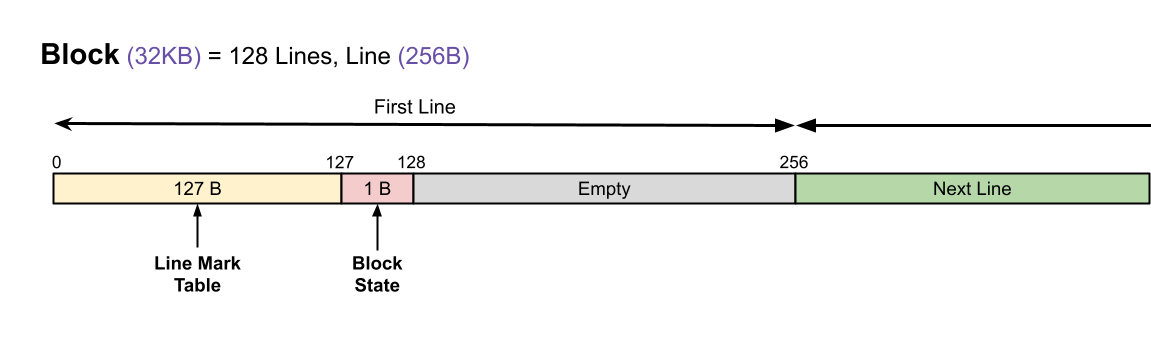 Block (32KB) = 128 Lines, Line (256B)
First Line
0 127 128 256
127 B 1 B Empty Next Line
Line Mark Block
Table State